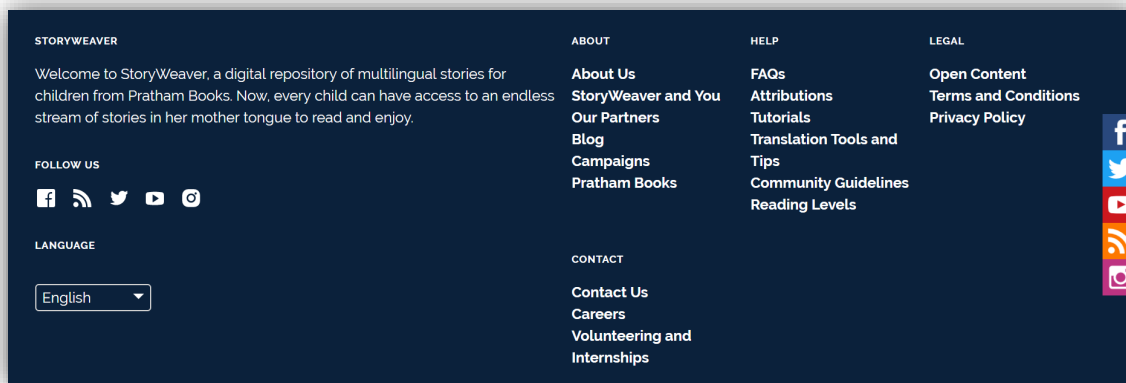 STORYWEAVER
Welcome to StoryWeaver, a digital repository of multilingual stories for
children from Pratham Books. Now, every child can have access to an endless
stream of stories in her mother tongue to read and enjoy.
FOLLOW US
LANGUAGE
English
ABOUT
About Us
StoryWeaver and You
Our Partners
Blog
Campaigns
Pratham Books
HELP
FAQs
Attributions
Tutorials
Translation Tools and
Tips
Community Guidelines
Reading Levels
LEGAL
Open Content
Terms and Conditions
Privacy Policy
CONTACT
Contact Us
Careers
Volunteering and
Internships